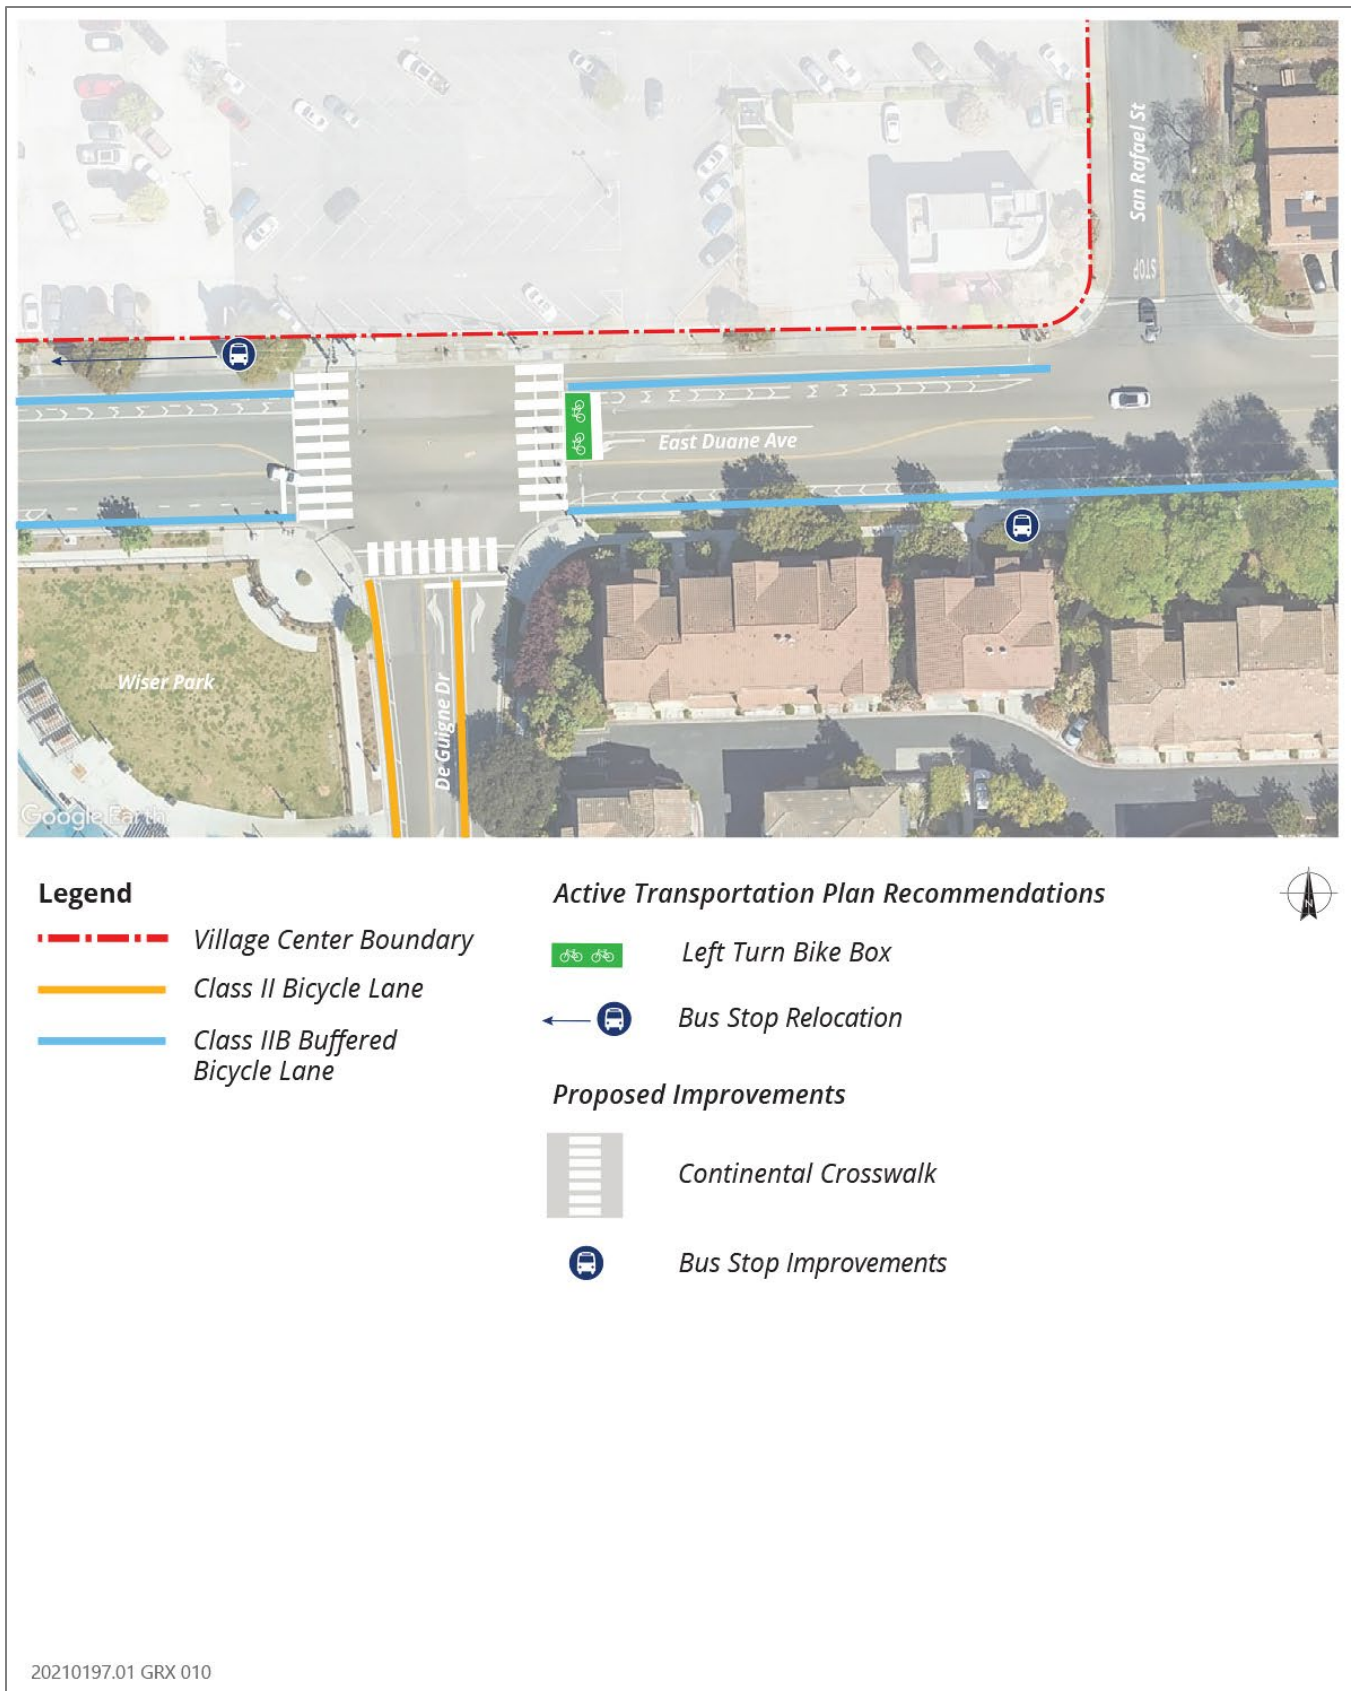 San Rafael St
STOP
East Duane Ave
Wiser Park
De Guigne Dr
Google Earth
Legend
Village Center Boundary
Class II Bicycle Lane
Class IIB Buffered
Bicycle Lane
Active Transportation Plan Recommendations
Left Turn Bike Box
Bus Stop Relocation
Proposed Improvements
Continental Crosswalk
Bus Stop Improvements
N
20210197.01 GRX 010